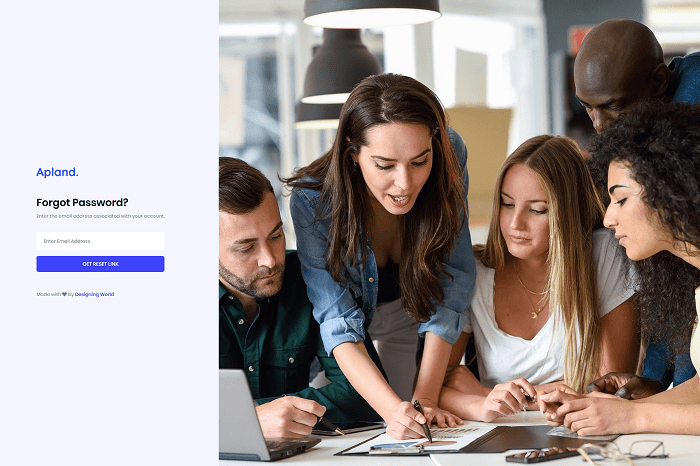 Apland.
Forgot Password?
Enter the email address associated with your account.
Enter Email Address
GET RESET LINK
Made with by Designing World